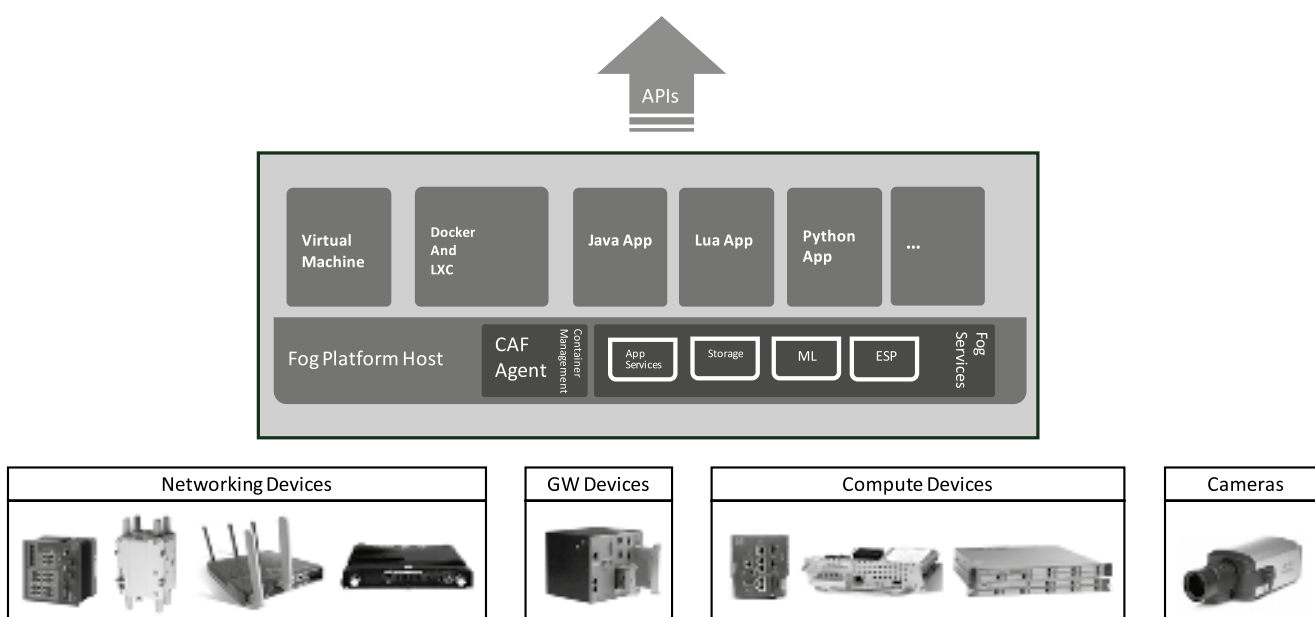 APIs
Virtual
Machine
Docker
And
LXC
Java App
Lua App
Python
App
...
Fog Platform Host
CAF
Agent
Container
Management
App
Services
Storage
ML
ESP
Fog
Services
Networking Devices
GW Devices
Compute Devices
Cameras